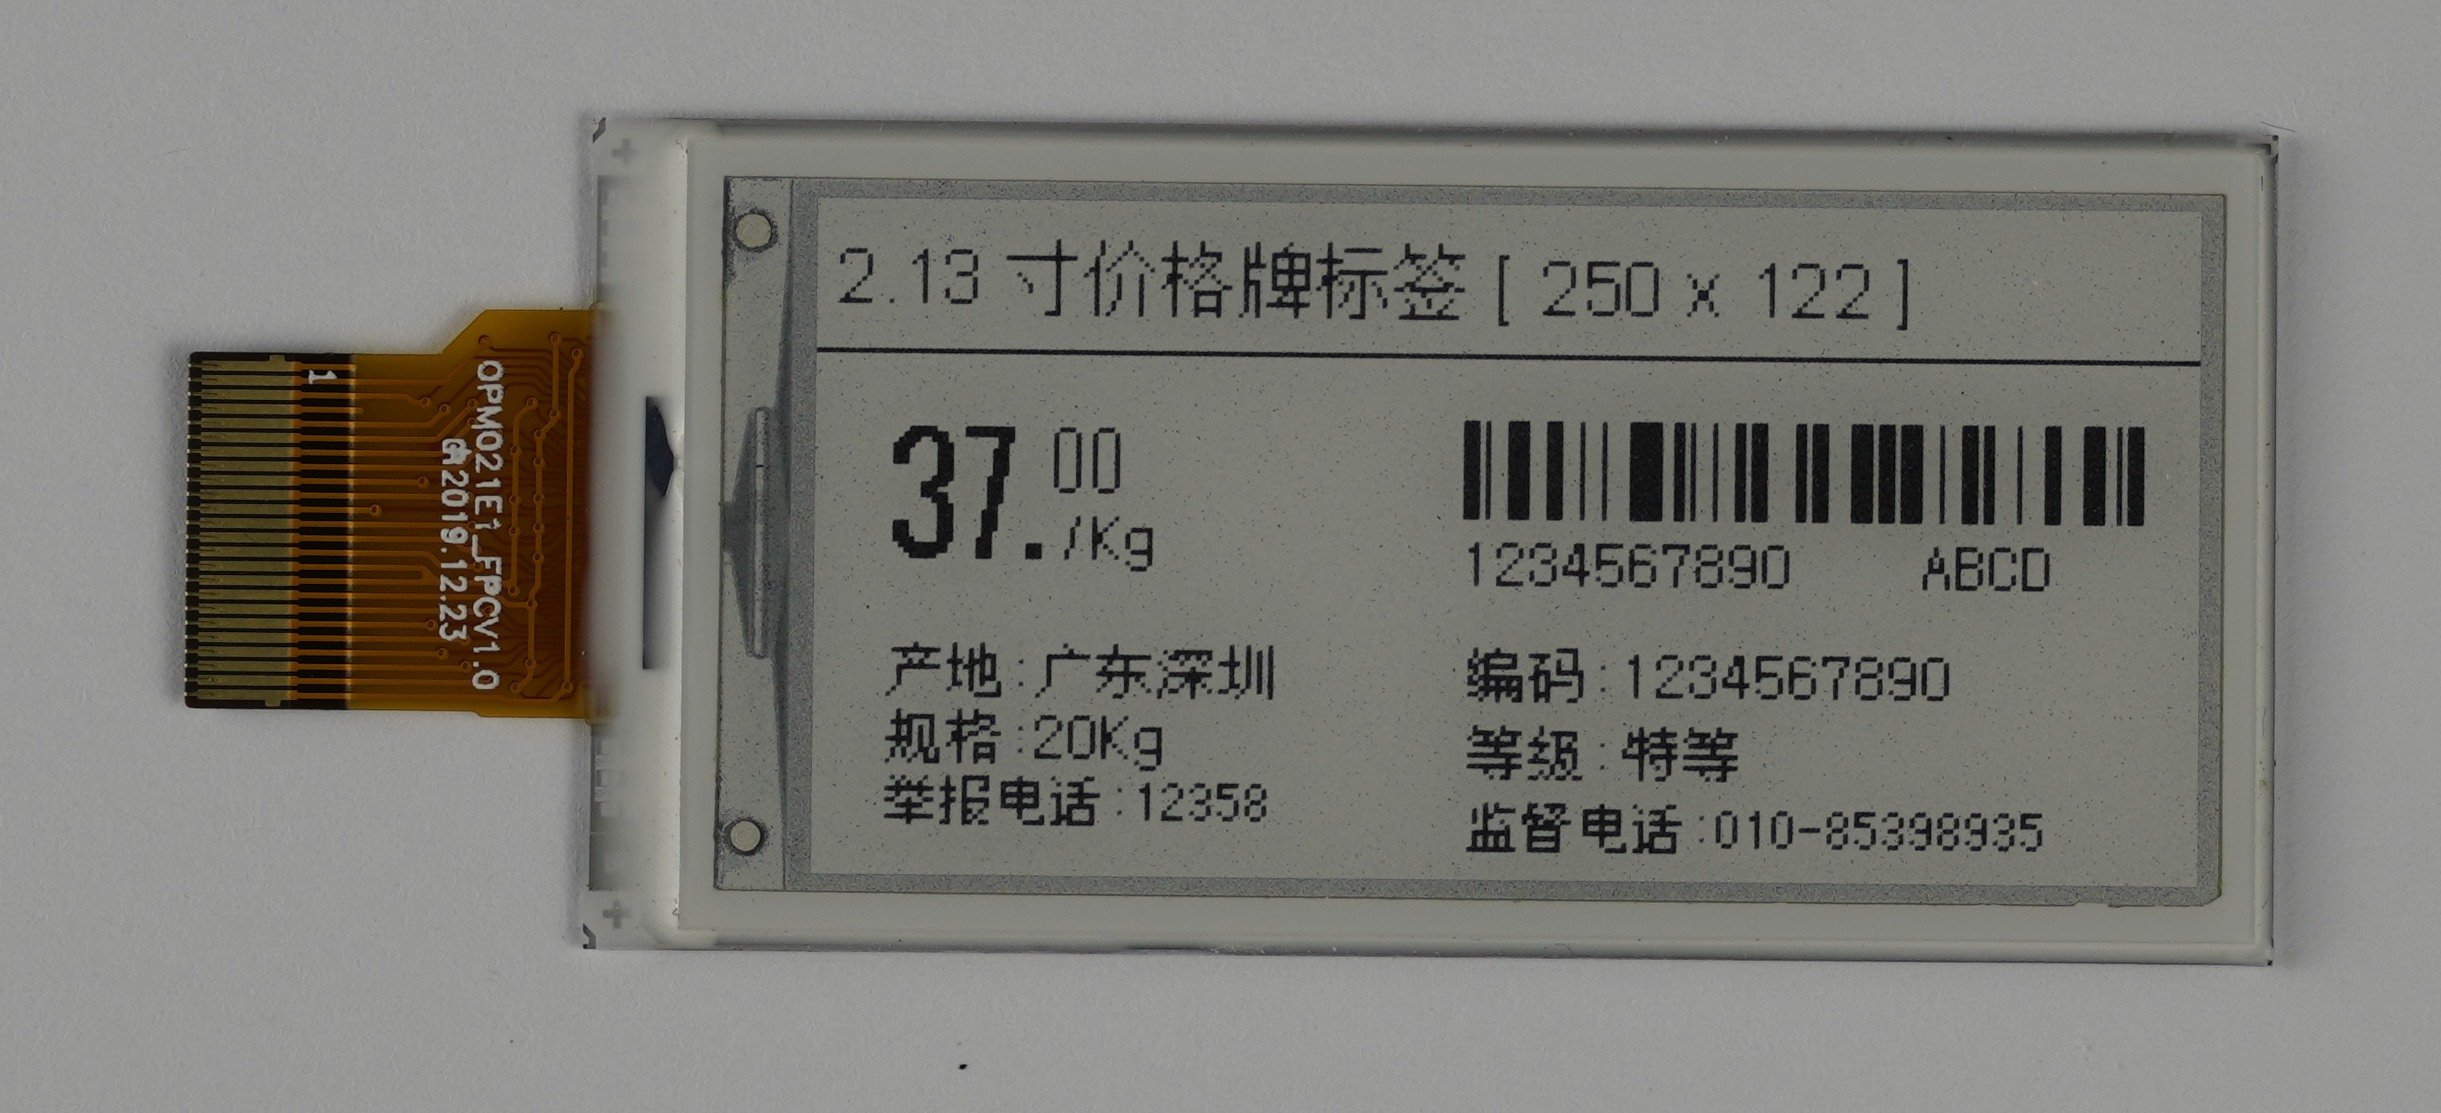 1
OPM021E1_FPCV1.0
2019.12.23
2.13 寸价格牌标签 [ 250 x 122 ]
37.00
/Kg
1234567890 ABCD
产地:广东深圳
规格:20Kg
举报电话:12358
编码:1234567890
等级:特等
监督电话:010-85398935